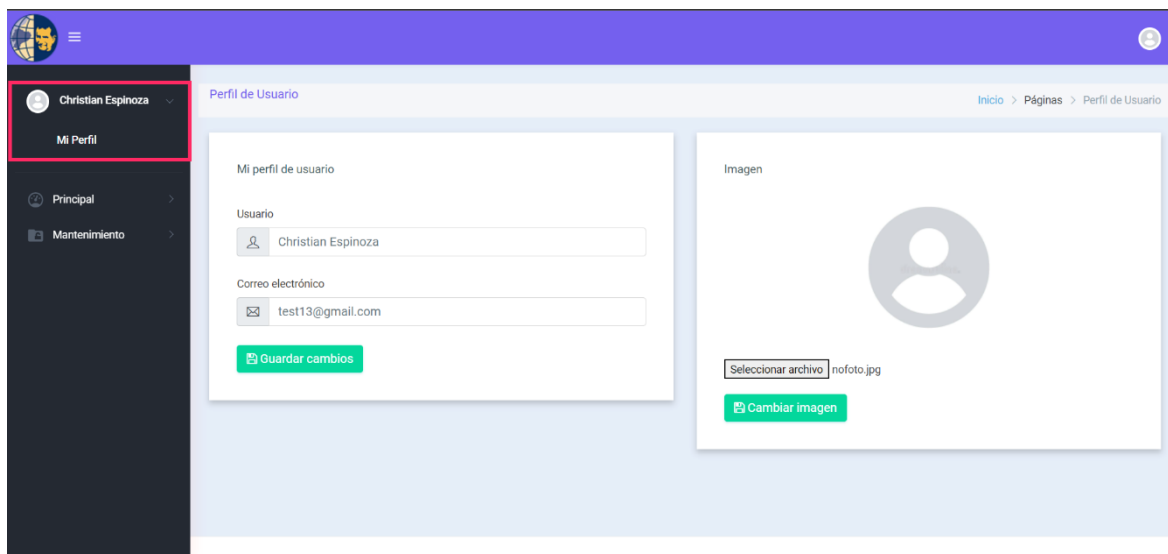 Christian Espinoza
Mi Perfil
Principal
Mantenimiento
Perfil de Usuario
Inicio > Páginas > Perfil de Usuario
Mi perfil de usuario
Usuario
Christian Espinoza
Correo electrónico
test13@gmail.com
Guardar cambios
Imagen
Seleccionar archivo nofoto.jpg
Cambiar imagen